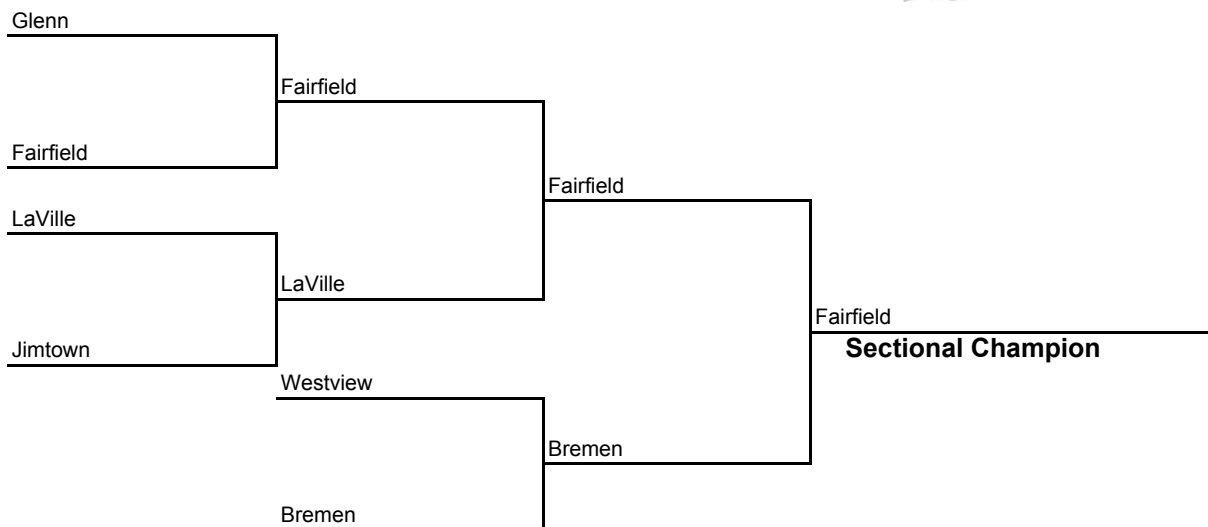 Glenn
Fairfield
Fairfield
Fairfield
LaVille
LaVille
Fairfield
Jimtown
Sectional Champion
Westview
Bremen
Bremen